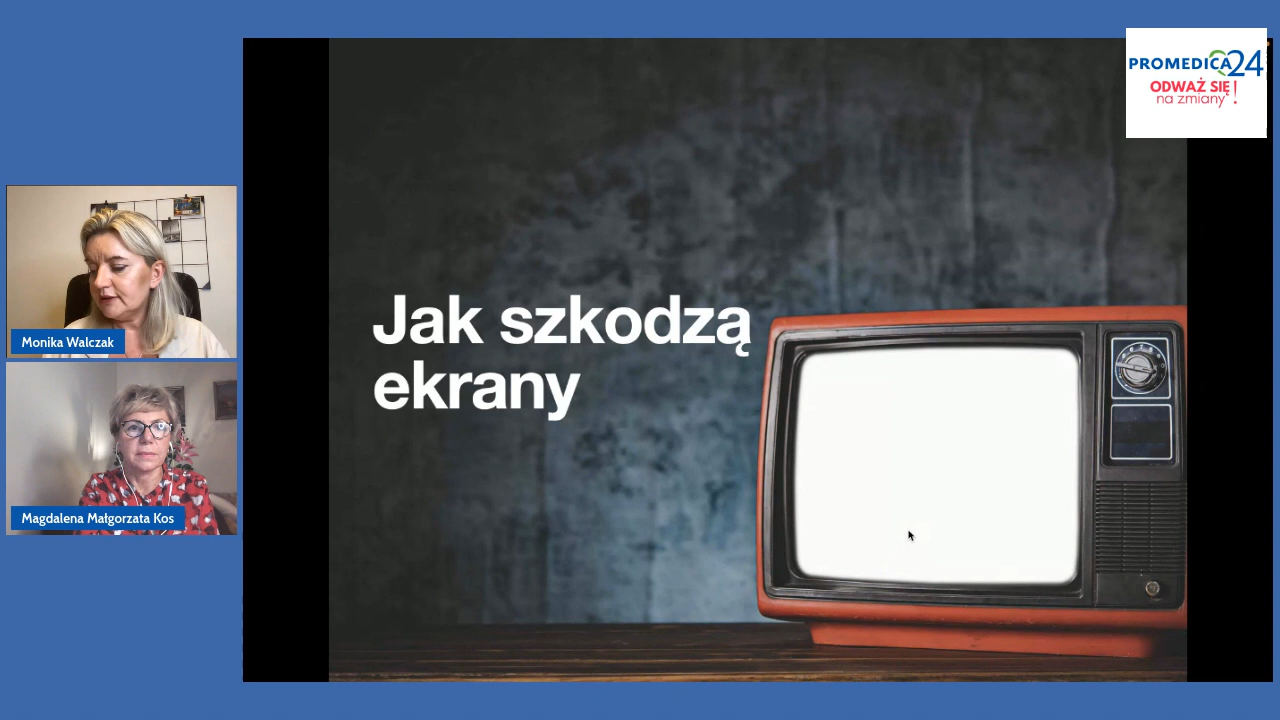 PROMEDICA24
ODWAŻ SIĘ
na zmiany!
Jak szkodzą
ekrany
Monika Walczak
Magdalena Małgorzata Kos